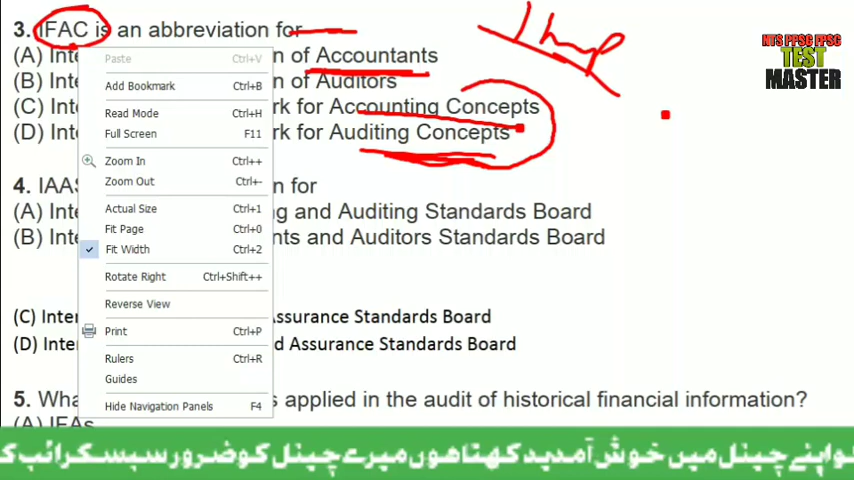 3. IFAC is an abbreviation for
(A) Inte n of Accountants
(B) Inte n of Auditors
(C) Inte rk for Accounting Concepts
(D) Inte rk for Auditing Concepts
NTS PPSC FPSC
TEST
MASTER
Paste Ctrl+V
Add Bookmark Ctrl+B
Read Mode Ctrl+H
Full Screen F11
Zoom In Ctrl++
Zoom Out Ctrl+-
Actual Size Ctrl+1
Fit Page Ctrl+0
Fit Width Ctrl+2
Rotate Right Ctrl+Shift++
Reverse View
Print Ctrl+P
Rulers Ctrl+R
Guides
Hide Navigation Panels F4
4. IAAS n for
(A) Inte g and Auditing Standards Board
(B) Inte nts and Auditors Standards Board
(C) Inter Assurance Standards Board
(D) Inter d Assurance Standards Board
5. Wha s applied in the audit of historical financial information?
(A) IFAs
کو اپنے چینل میں خوش آمدید کہتا ہوں میرے چینل کو ضرور سبسکرائب ک